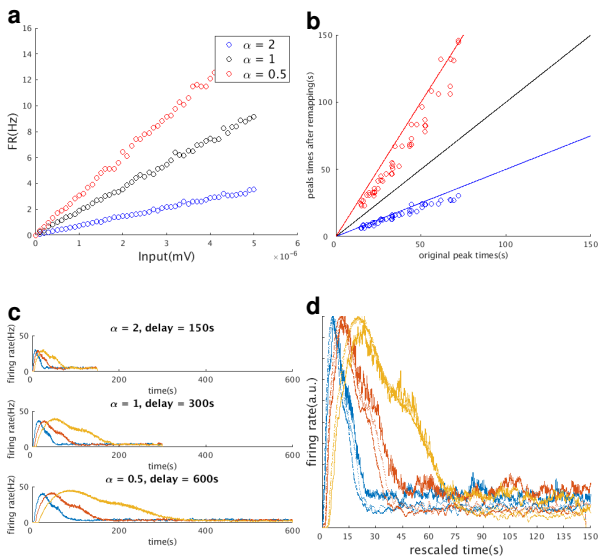 a
α = 2
α = 1
α = 0.5
FR(Hz)
16
14
12
10
8
6
4
2
0
0 1 2 3 4 5 6
Input(mV)
×10⁻⁶
b
peals times after remapping(s)
150
100
50
0
0 50 100 150
original peak times(s)
c
α = 2, delay = 150s
firing rate(Hz)
50
0
200 400 600
time(s)
α = 1, delay = 300s
firing rate(Hz)
50
0
200 400 600
time(s)
α = 0.5, delay = 600s
firing rate(Hz)
50
0
200 400 600
time(s)
d
firing rate(a.u.)
0 15 30 45 60 75 90 105 120 135 150
rescaled time(s)